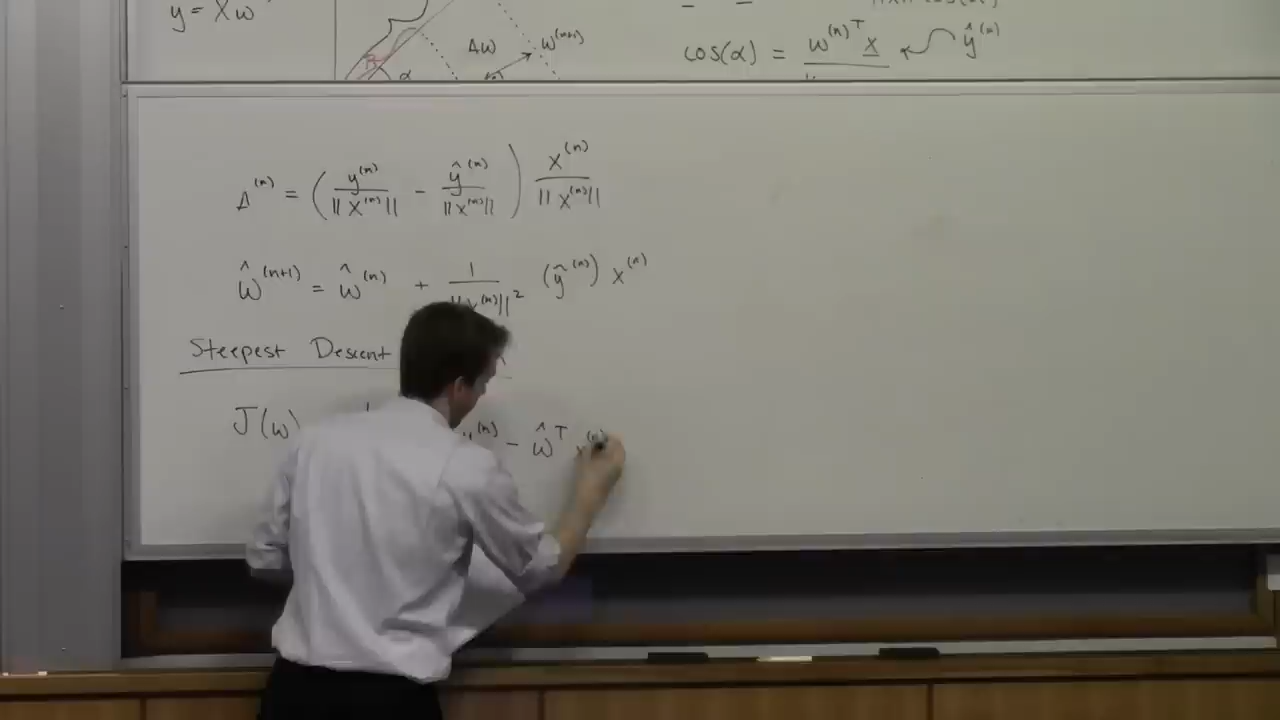 y = Xw
Δw
w^(n+1)
α
cos(α) = w^(n)T x
ŷ^(n)
Δ^(n) = ( y^(n) / ||x^(n)|| - ŷ^(n) / ||x^(n)|| ) x^(n) / ||x^(n)||
ŵ^(n+1) = ŵ^(n) + 1 / ||x^(n)||^2 (ỹ^(n)) x^(n)
Steepest Descent
J(w) y^(n) - ŵ^T x^(n)